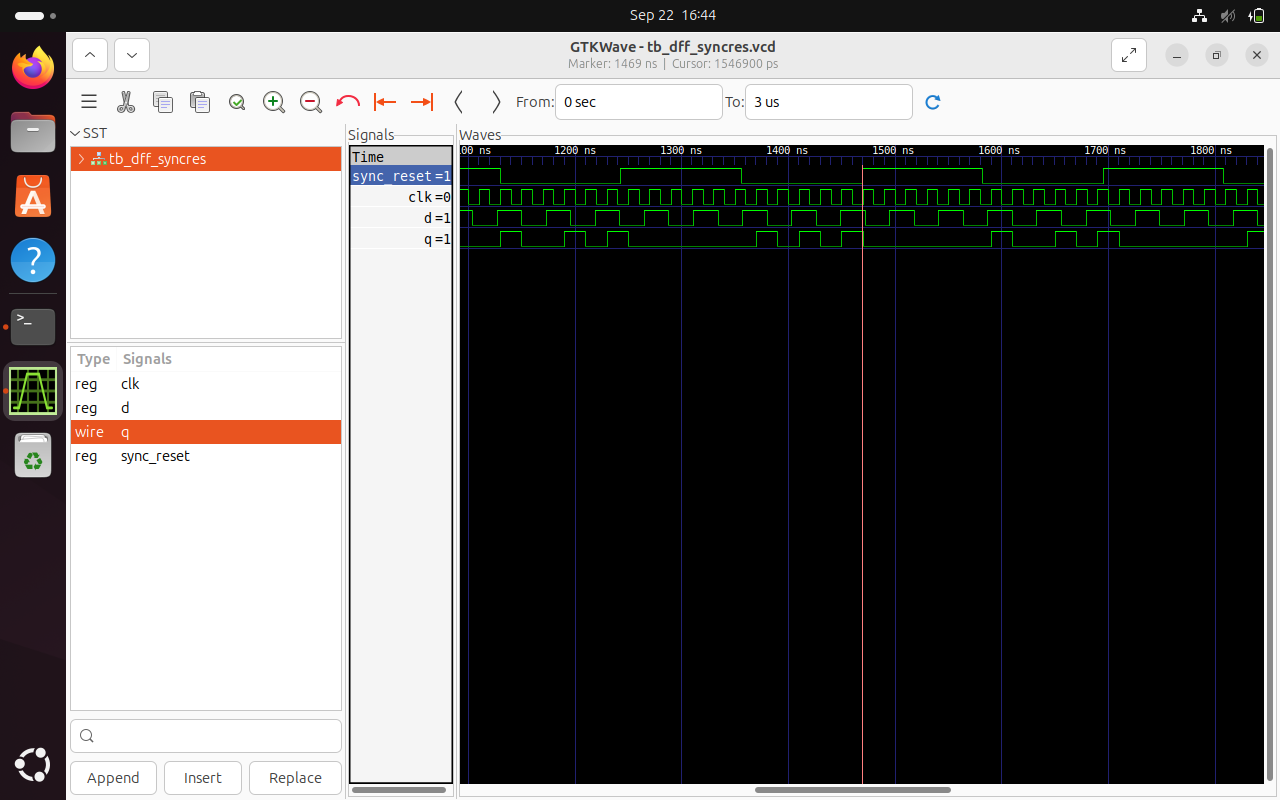 Sep 22 16:44
GTKWave - tb_dff_syncres.vcd
Marker: 1469 ns | Cursor: 1546900 ps
From: 0 sec To: 3 us
SST
tb_dff_syncres
Type Signals
reg clk
reg d
wire q
reg sync_reset
Append Insert Replace
Signals
Time
sync_reset =1
clk =0
d =1
q =1
Waves
00 ns 1200 ns 1300 ns 1400 ns 1500 ns 1600 ns 1700 ns 1800 ns